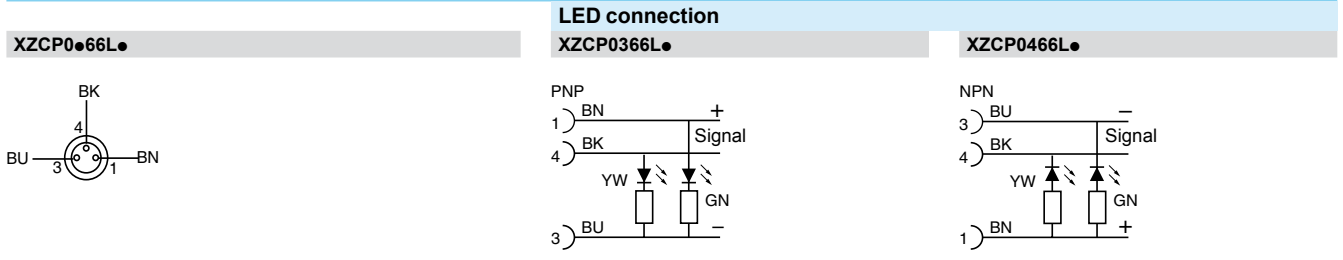 LED connection
XZCP0●66L●
XZCP0366L●
XZCP0466L●
BK
4
BU
3
1
BN
PNP
1 BN +
Signal
4 BK
YW
GN
3 BU –
NPN
3 BU –
Signal
4 BK
YW
GN
1 BN +